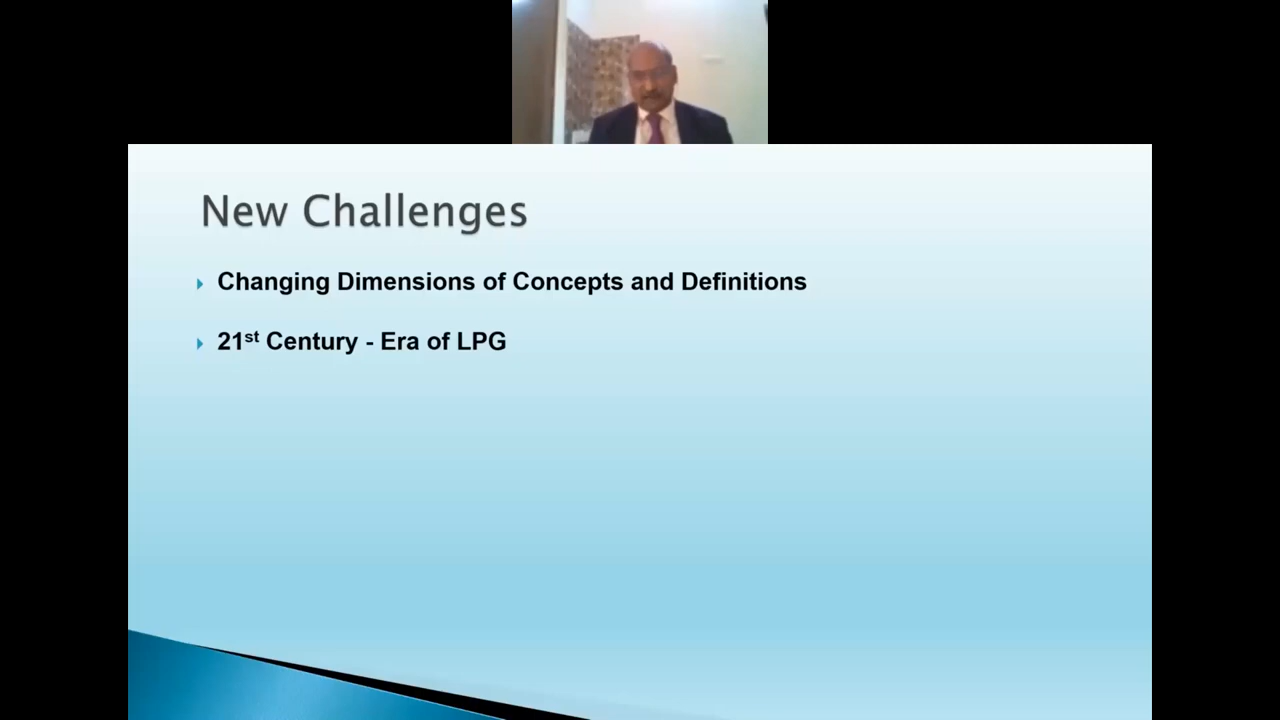 New Challenges
Changing Dimensions of Concepts and Definitions
21st Century - Era of LPG